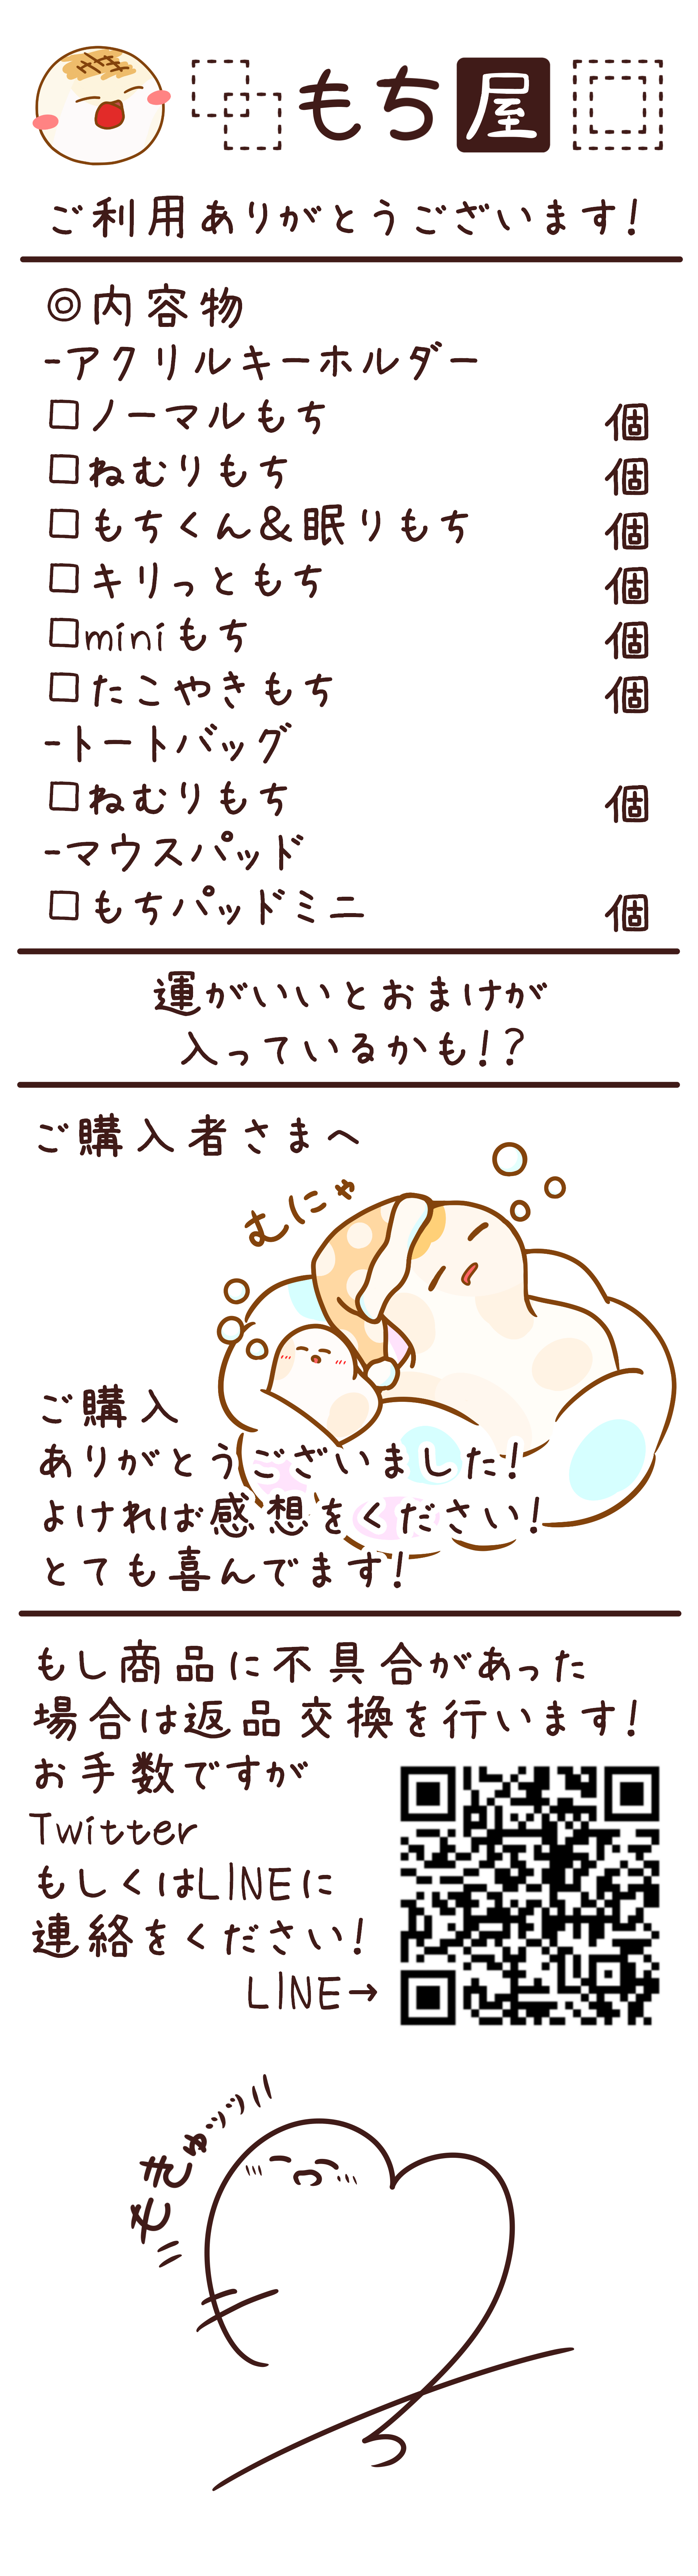 もち屋
ご利用ありがとうございます!
◎内容物
-アクリルキーホルダー
□ノーマルもち 個
□ねむりもち 個
□もちくん&眠りもち 個
□キリっともち 個
□miniもち 個
□たこやきもち 個
-トートバッグ
□ねむりもち 個
-マウスパッド
□もちパッドミニ 個
運がいいとおまけが
入っているかも!?
ご購入者さまへ
むにゃ
ご購入
ありがとうございました!
よければ感想をください!
とても喜んでます!
もし商品に不具合があった
場合は返品交換を行います!
お手数ですが
Twitter
もしくはLINEに
連絡をください!
LINE→
もきゅッッ!!